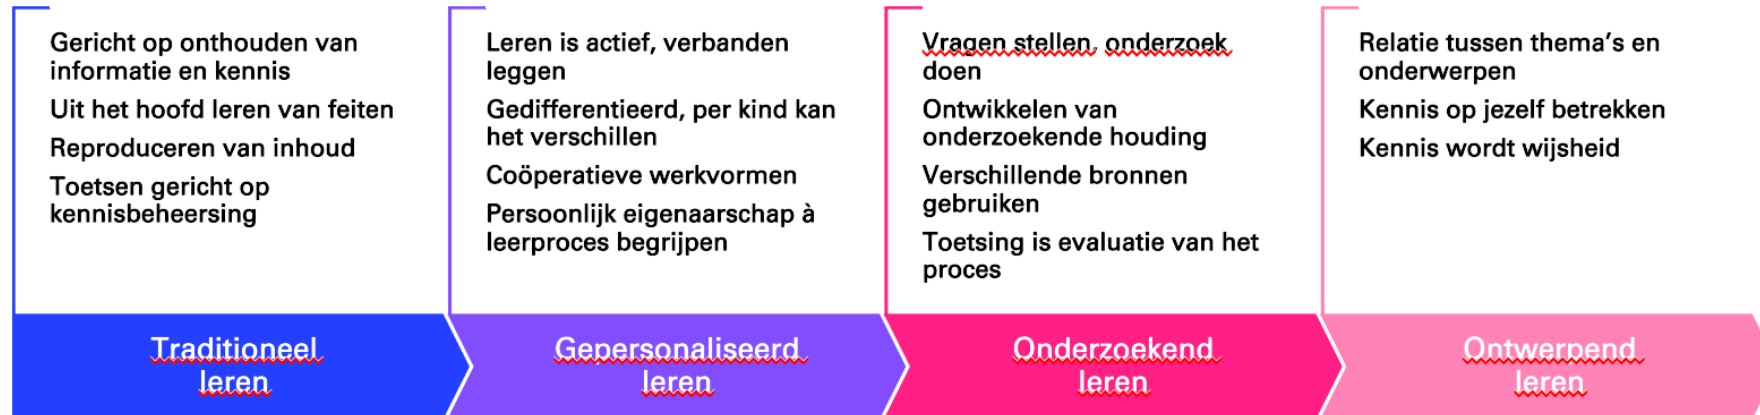 Gericht op onthouden van
informatie en kennis
Uit het hoofd leren van feiten
Reproduceren van inhoud
Toetsen gericht op
kennisbeheersing
Traditioneel
leren
Leren is actief, verbanden
leggen
Gedifferentieerd, per kind kan
het verschillen
Coöperatieve werkvormen
Persoonlijk eigenaarschap à
leerproces begrijpen
Gepersonaliseerd
leren
Vragen stellen, onderzoek
doen
Ontwikkelen van
onderzoekende houding
Verschillende bronnen
gebruiken
Toetsing is evaluatie van het
proces
Onderzoekend
leren
Relatie tussen thema’s en
onderwerpen
Kennis op jezelf betrekken
Kennis wordt wijsheid
Ontwerpend
leren